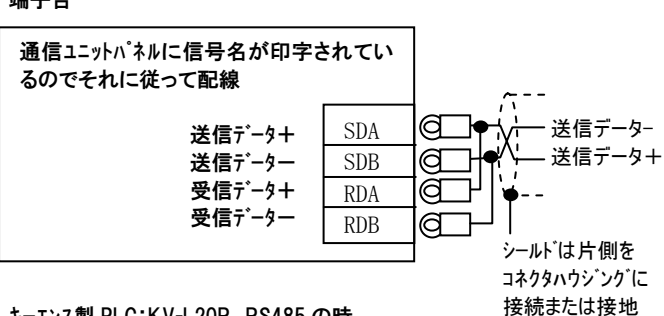 端子台
通信ﾕﾆｯﾄﾊﾟﾈﾙに信号名が印字されてい
るのでそれに従って配線
送信ﾃﾞｰﾀ＋ SDA
送信ﾃﾞｰﾀー SDB
受信ﾃﾞｰﾀ＋ RDA
受信ﾃﾞｰﾀー RDB
送信データ-
送信データ＋
ｼｰﾙﾄﾞは片側を
ｺﾈｸﾀﾊｳｼﾞﾝｸﾞに
接続または接地
ｷｰｴﾝｽ製 PLC:KV-L20R RS485 の時